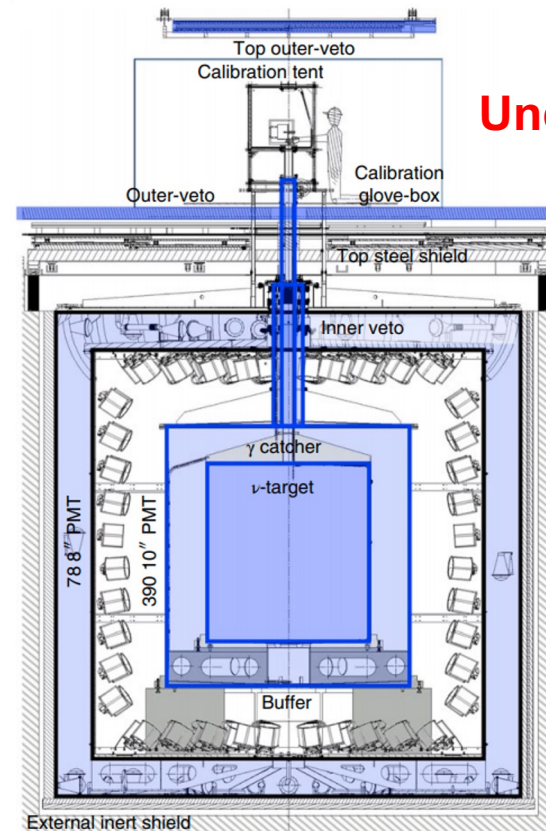 Top outer-veto
Calibration tent
Calibration
glove-box
Outer-veto
Top steel shield
Inner veto
γ catcher
ν-target
78 8″ PMT
390 10″ PMT
Buffer
External inert shield